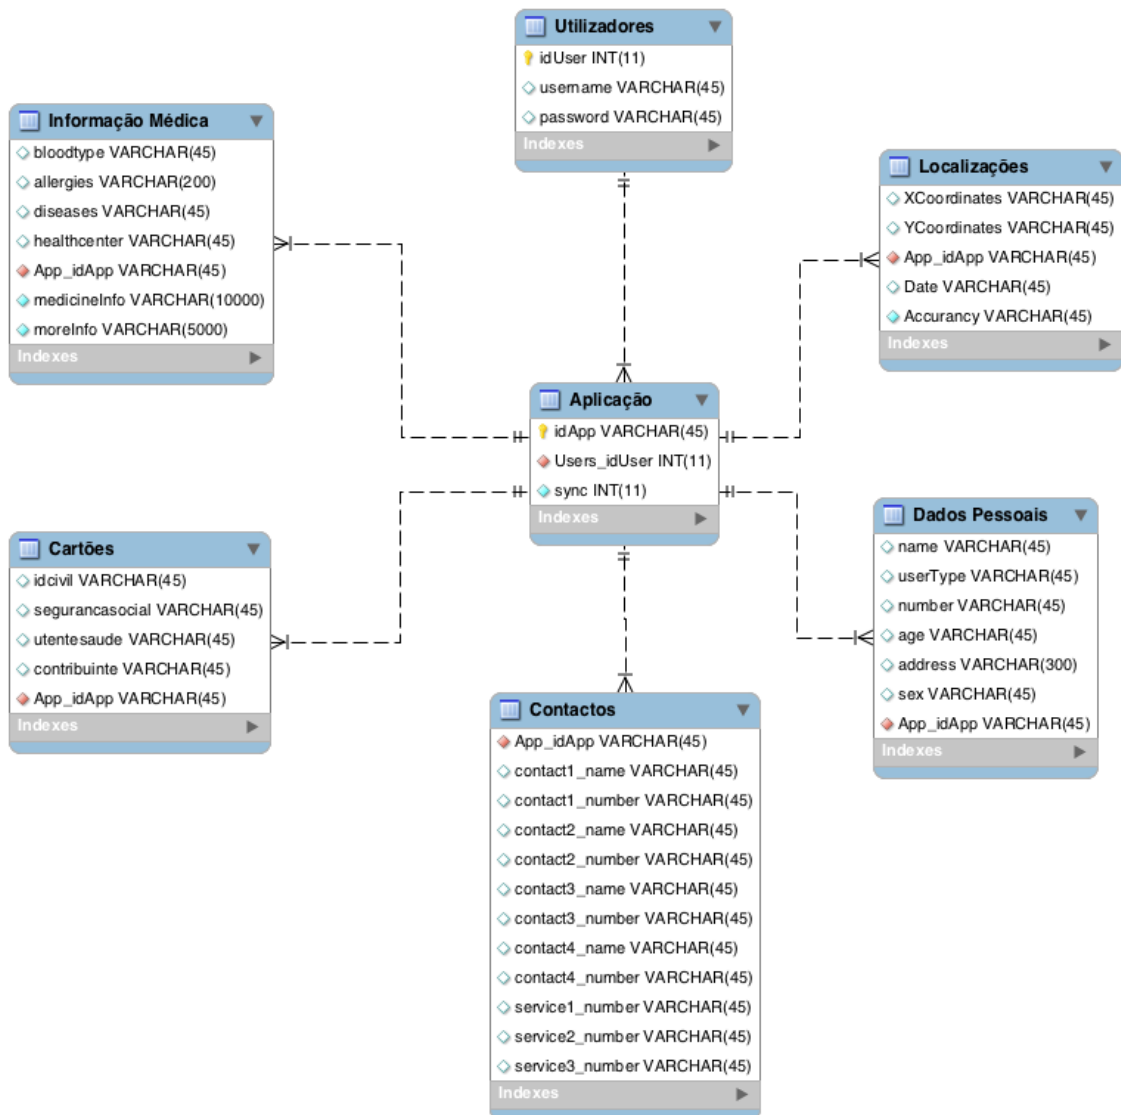 Utilizadores
idUser INT(11)
username VARCHAR(45)
password VARCHAR(45)
Indexes
Informação Médica
bloodtype VARCHAR(45)
allergies VARCHAR(200)
diseases VARCHAR(45)
healthcenter VARCHAR(45)
App_idApp VARCHAR(45)
medicineInfo VARCHAR(10000)
moreInfo VARCHAR(5000)
Indexes
Localizações
XCoordinates VARCHAR(45)
YCoordinates VARCHAR(45)
App_idApp VARCHAR(45)
Date VARCHAR(45)
Accurancy VARCHAR(45)
Indexes
Aplicação
idApp VARCHAR(45)
Users_idUser INT(11)
sync INT(11)
Indexes
Cartões
idcivil VARCHAR(45)
segurancasocial VARCHAR(45)
utentesaude VARCHAR(45)
contribuinte VARCHAR(45)
App_idApp VARCHAR(45)
Indexes
Dados Pessoais
name VARCHAR(45)
userType VARCHAR(45)
number VARCHAR(45)
age VARCHAR(45)
address VARCHAR(300)
sex VARCHAR(45)
App_idApp VARCHAR(45)
Indexes
Contactos
App_idApp VARCHAR(45)
contact1_name VARCHAR(45)
contact1_number VARCHAR(45)
contact2_name VARCHAR(45)
contact2_number VARCHAR(45)
contact3_name VARCHAR(45)
contact3_number VARCHAR(45)
contact4_name VARCHAR(45)
contact4_number VARCHAR(45)
service1_number VARCHAR(45)
service2_number VARCHAR(45)
service3_number VARCHAR(45)
Indexes